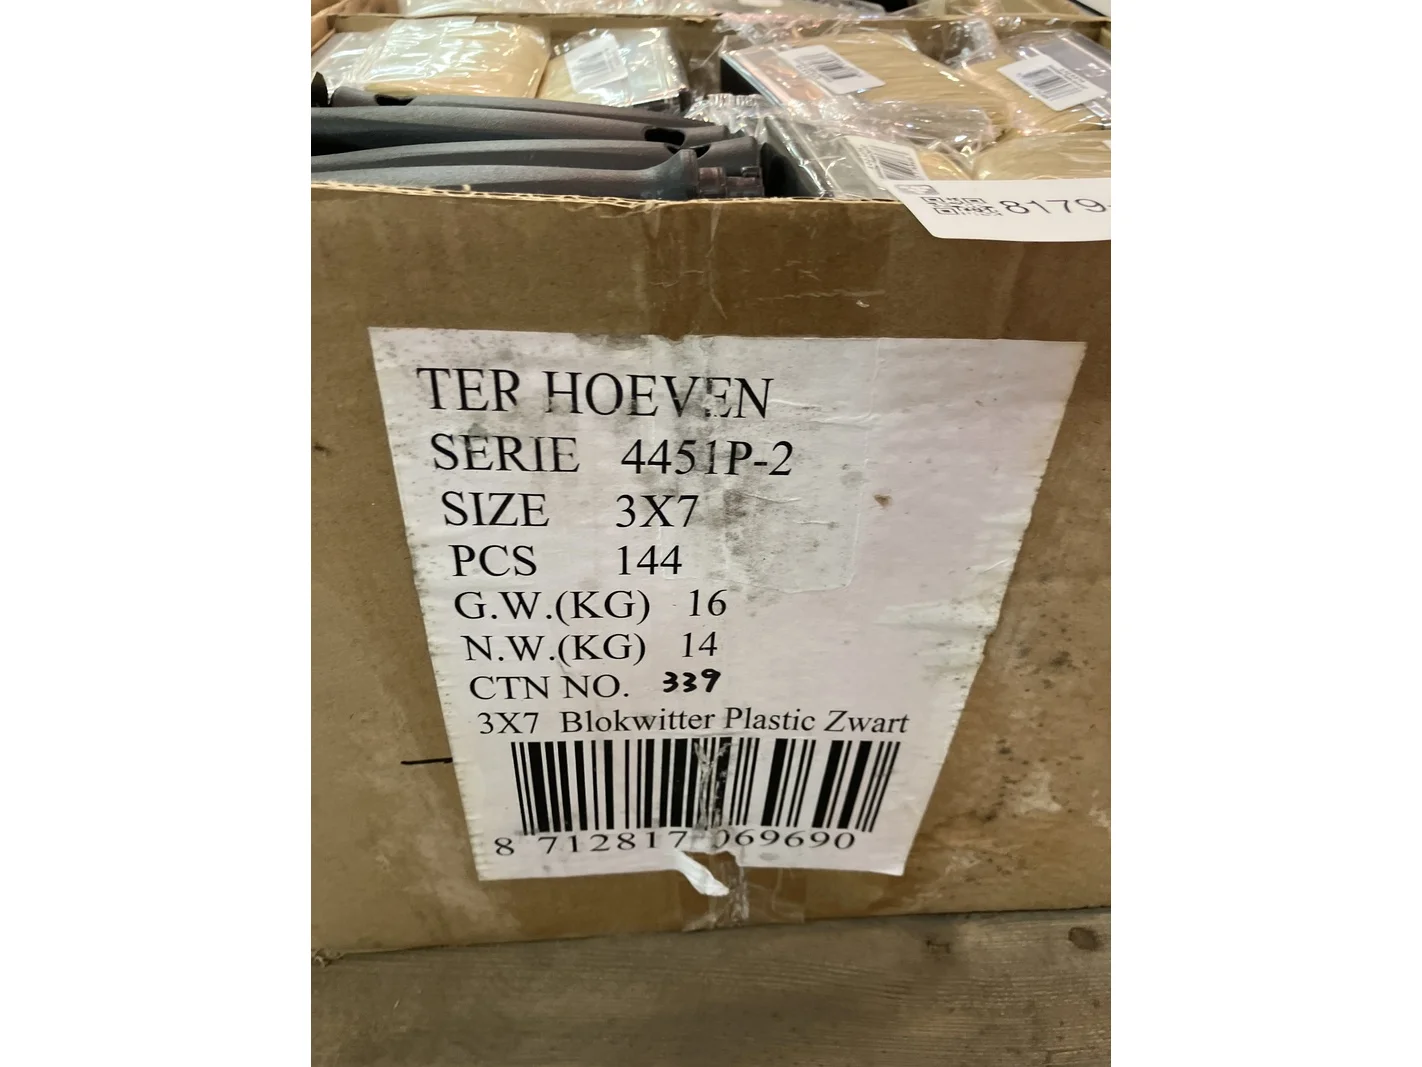 8179-
TER HOEVEN
SERIE 4451P-2
SIZE 3X7
PCS 144
G.W.(KG) 16
N.W.(KG) 14
CTN NO. 339
3X7 Blokwitter Plastic Zwart
8 712817 069690